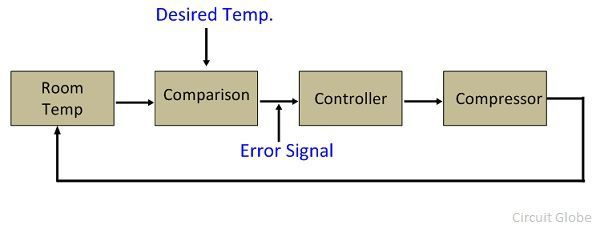 Desired Temp.
Room
Temp
Comparison
Controller
Compressor
Error Signal
Circuit Globe